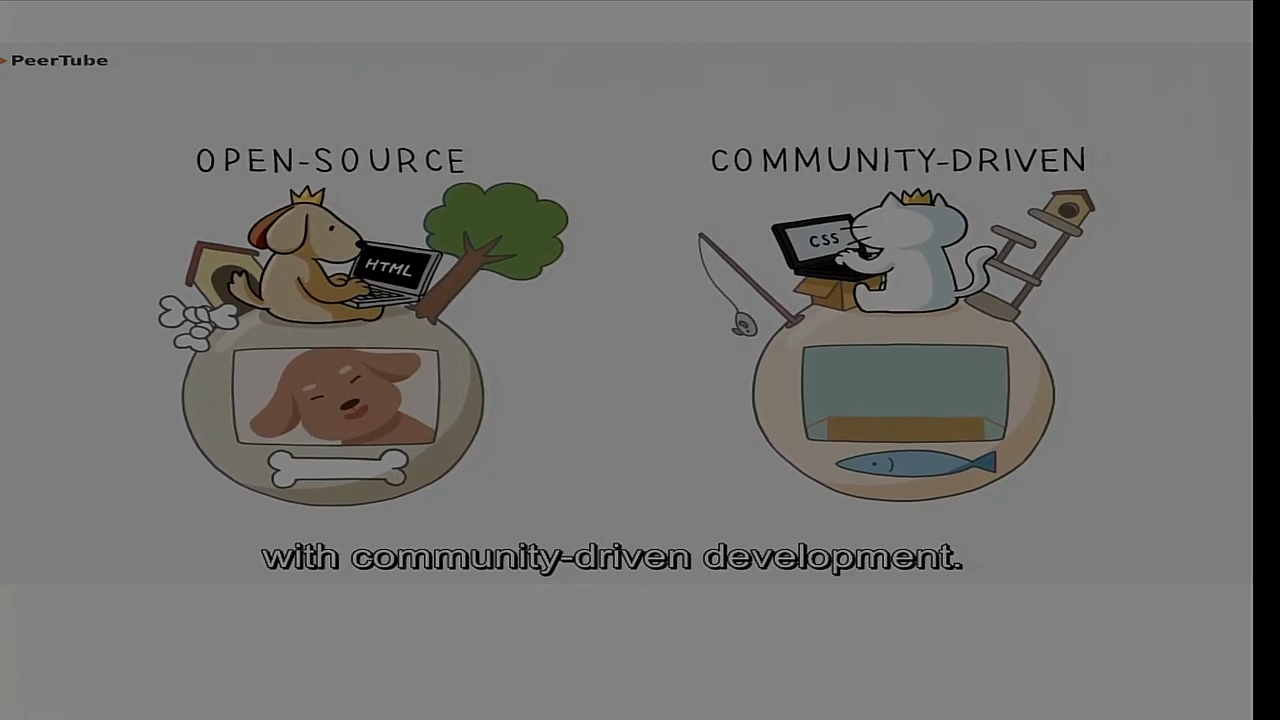 PeerTube
OPEN-SOURCE
COMMUNITY-DRIVEN
HTML
CSS
with community-driven development.